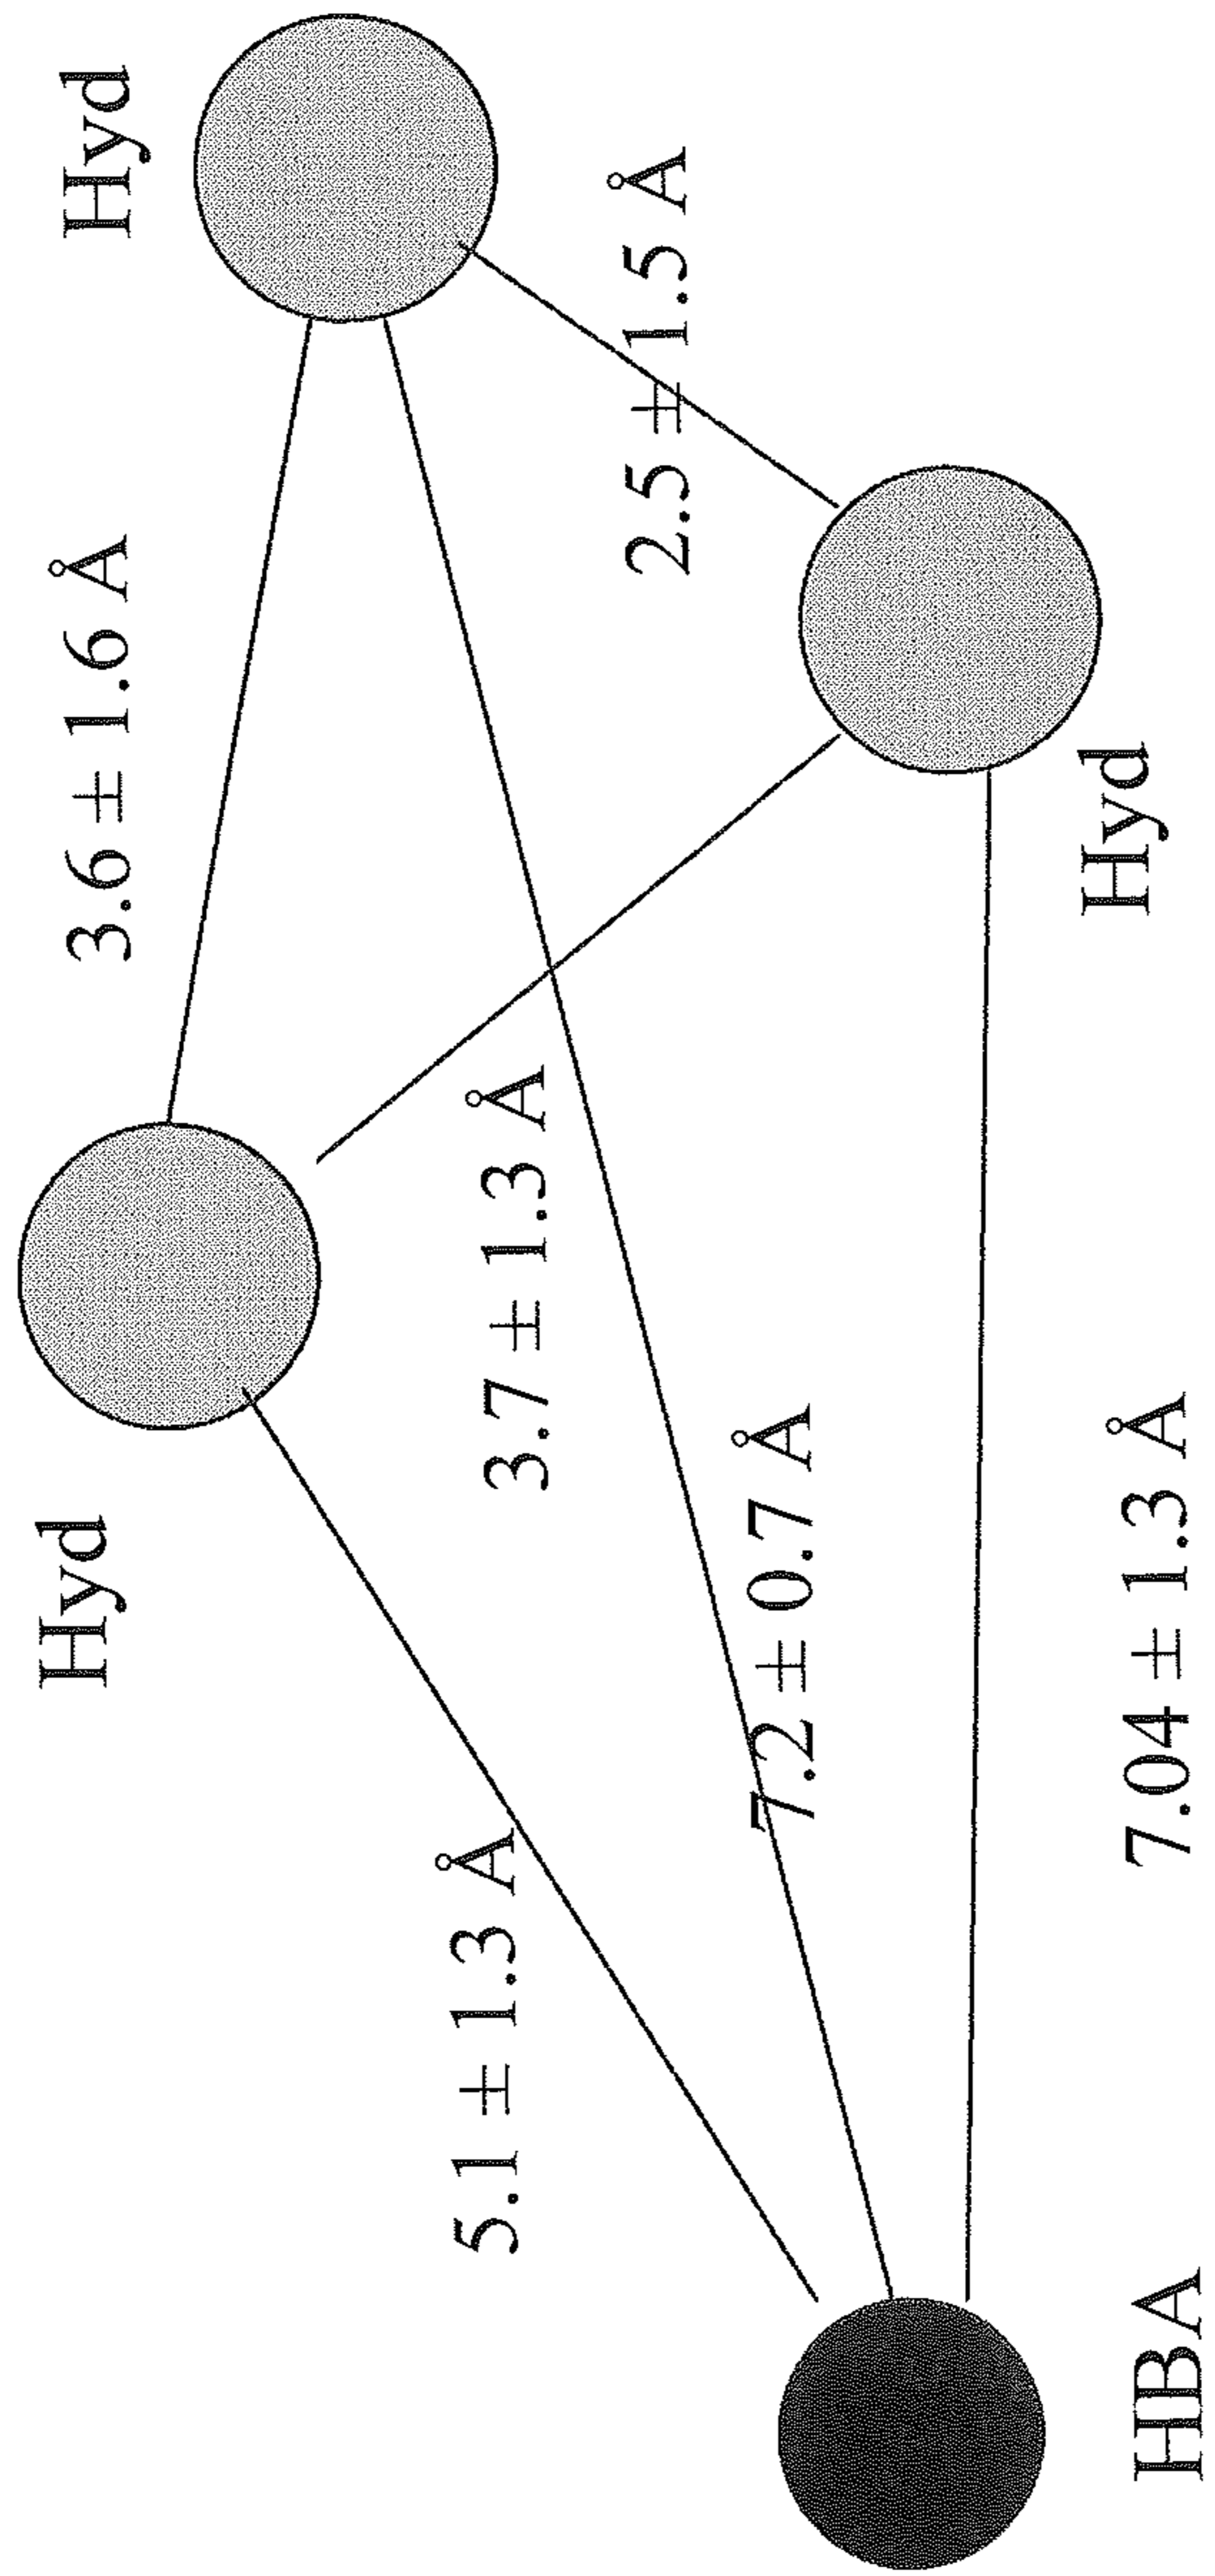 Hyd
3.6 ± 1.6 Å
Hyd
5.1 ± 1.3 Å
3.7 ± 1.3 Å
2.5 ± 1.5 Å
7.2 ± 0.7 Å
HBA
7.04 ± 1.3 Å
Hyd